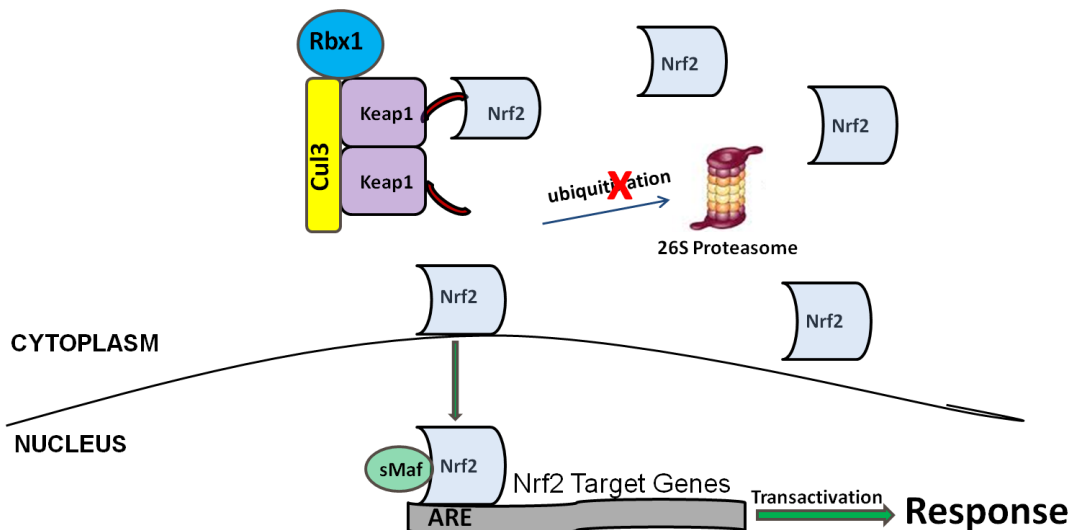 Rbx1
Nrf2
Nrf2
Keap1
Nrf2
Cul3
Keap1
ubiquitination
26S Proteasome
Nrf2
Nrf2
CYTOPLASM
NUCLEUS
sMaf
Nrf2
Nrf2 Target Genes
ARE
Transactivation
Response